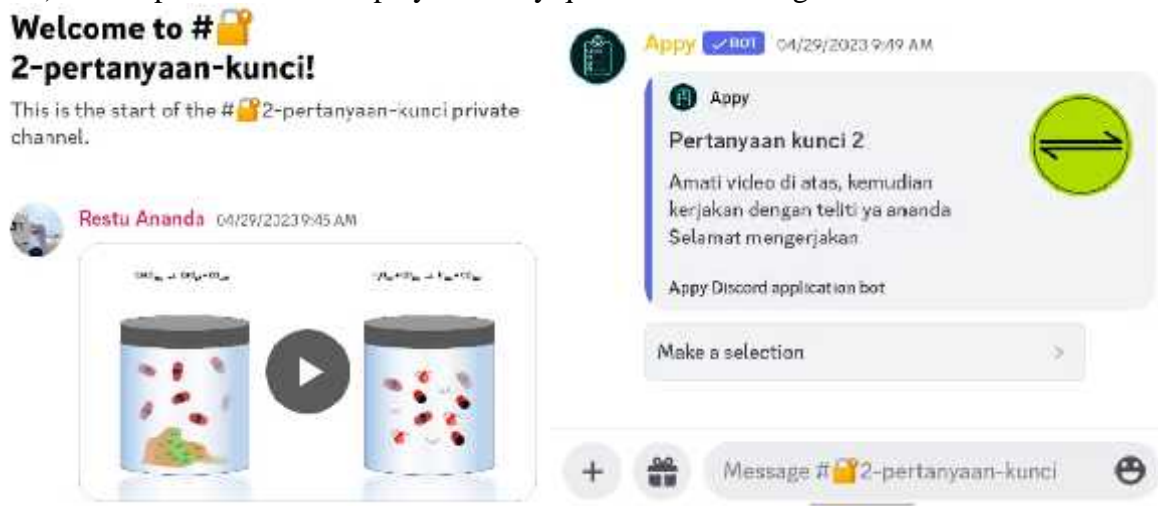 Welcome to #🔐
2-pertanyaan-kunci!
This is the start of the #🔐2-pertanyaan-kunci private
channel.
Restu Ananda 04/29/2023 9:45 AM
Appy ✓ BOT 04/29/2023 9:49 AM
Appy
Pertanyaan kunci 2
Amati video di atas, kemudian
kerjakan dengan teliti ya ananda
Selamat mengerjakan
Appy Discord application bot
Make a selection
Message #🔐2-pertanyaan-kunci